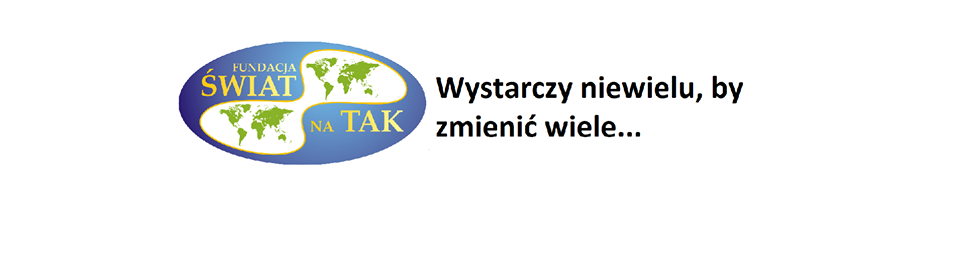 FUNDACJA
ŚWIAT
NA TAK
Wystarczy niewielu, by
zmienić wiele...